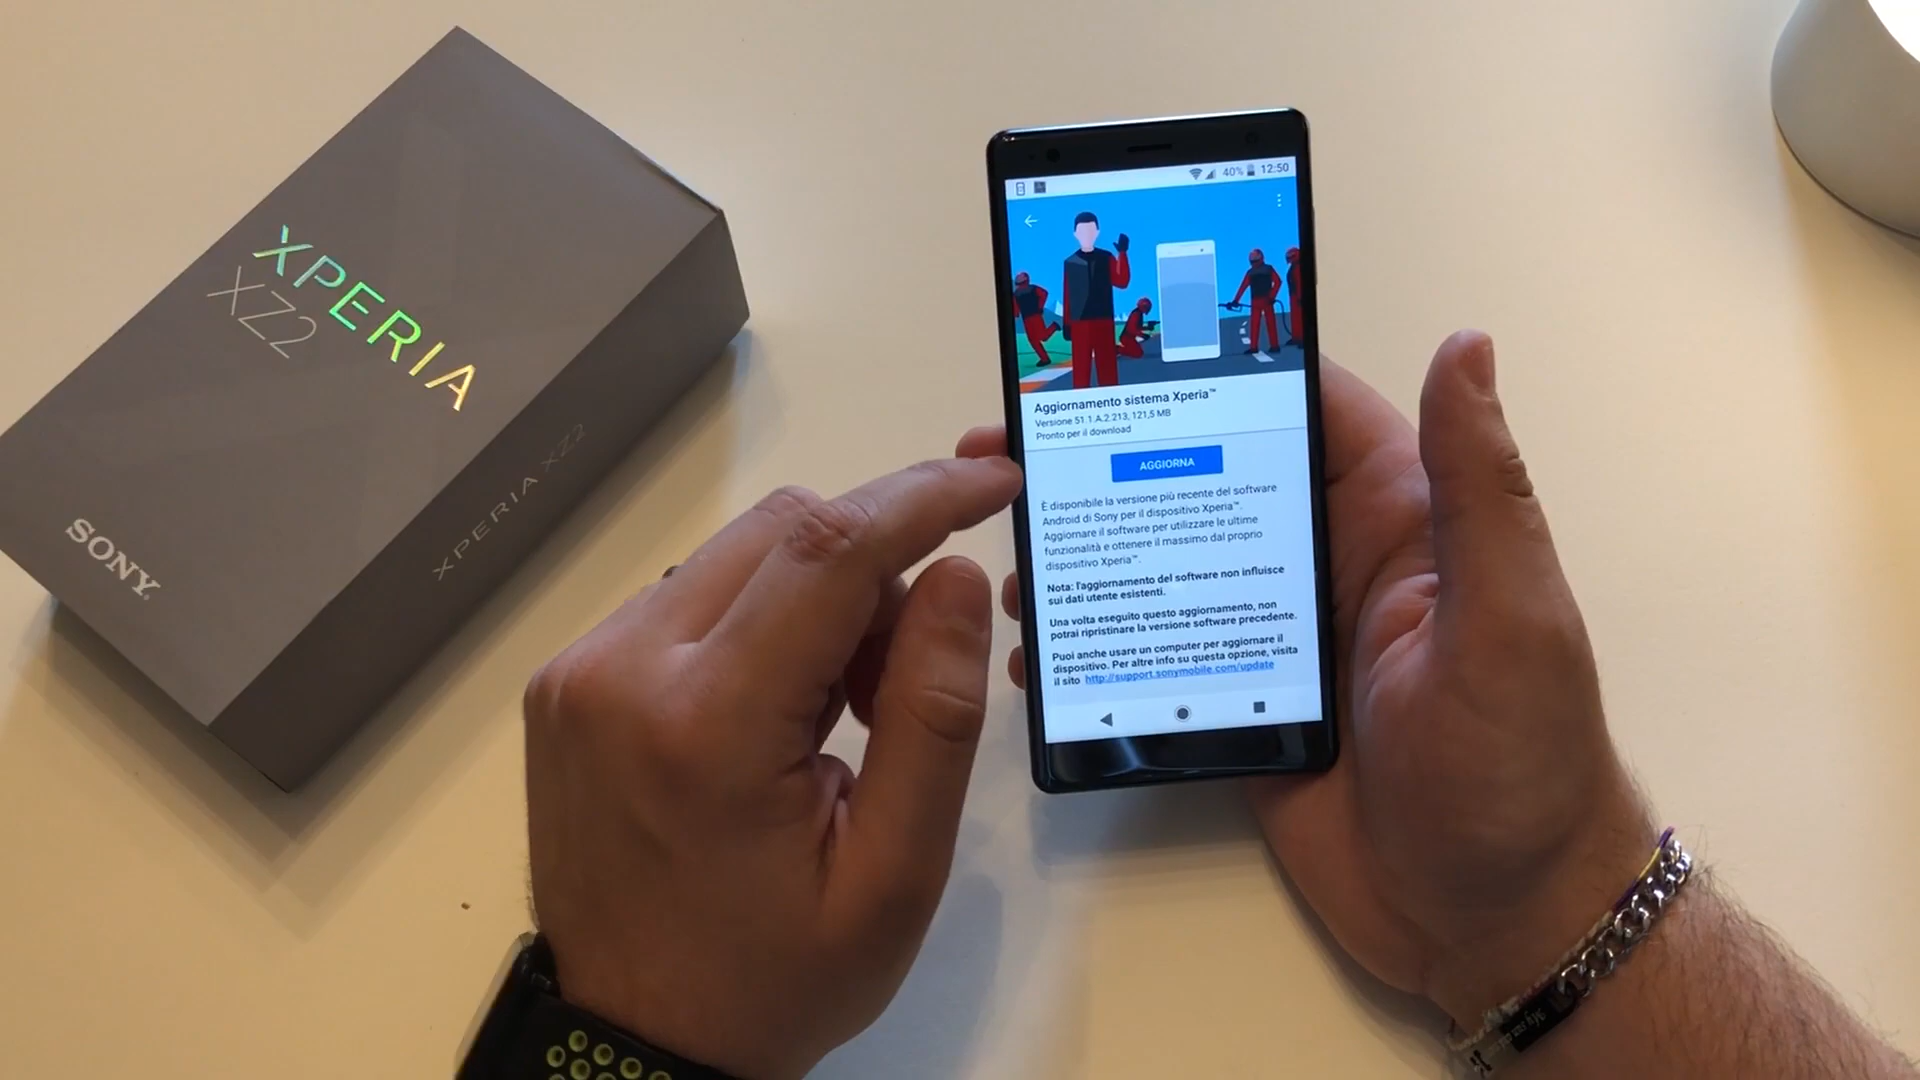 XPERIA
XZ2
SONY
XPERIA XZ2
40% 12:50
Aggiornamento sistema Xperia™
Versione 51.1.A.2.213, 121,5 MB
Pronto per il download
AGGIORNA
È disponibile la versione più recente del software
Android di Sony per il dispositivo Xperia™.
Aggiornare il software per utilizzare le ultime
funzionalità e ottenere il massimo dal proprio
dispositivo Xperia™.
Nota: l'aggiornamento del software non influisce
sui dati utente esistenti.
Una volta eseguito questo aggiornamento, non
potrai ripristinare la versione software precedente.
Puoi anche usare un computer per aggiornare il
dispositivo. Per altre info su questa opzione, visita
il sito http://support.sonymobile.com/update